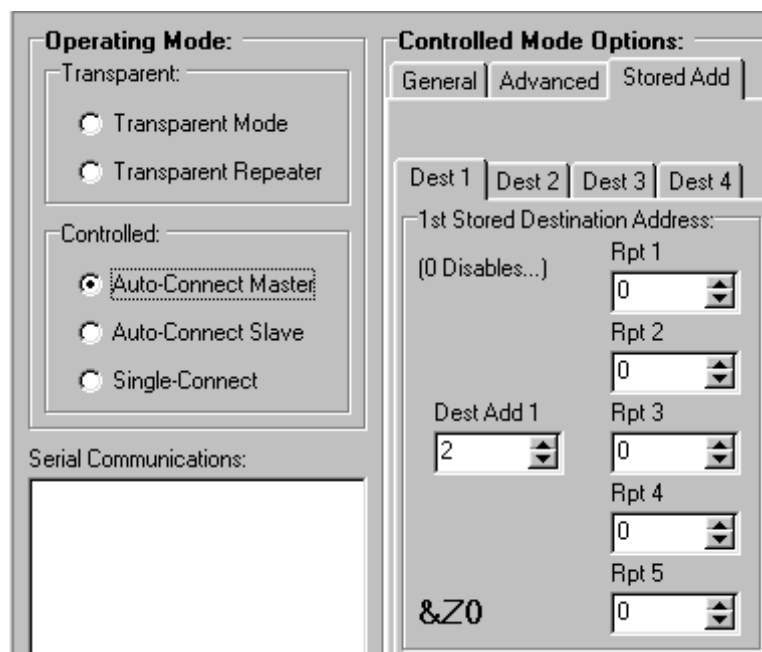 Operating Mode:
Transparent:
Transparent Mode
Transparent Repeater
Controlled:
Auto-Connect Master
Auto-Connect Slave
Single-Connect
Serial Communications:
Controlled Mode Options:
General Advanced Stored Add
Dest 1 Dest 2 Dest 3 Dest 4
1st Stored Destination Address:
(0 Disables...)
Rpt 1
0
Rpt 2
0
Dest Add 1
2
Rpt 3
0
Rpt 4
0
Rpt 5
0
&Z0